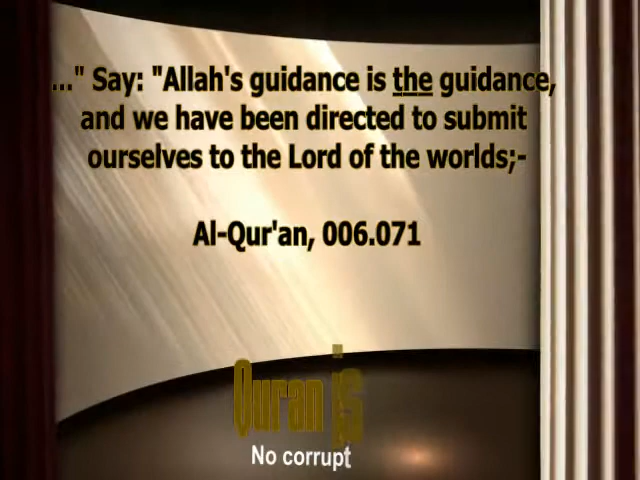 ..." Say: "Allah's guidance is the guidance,
and we have been directed to submit
ourselves to the Lord of the worlds;-
Al-Qur'an, 006.071
Quran is
No corrupt